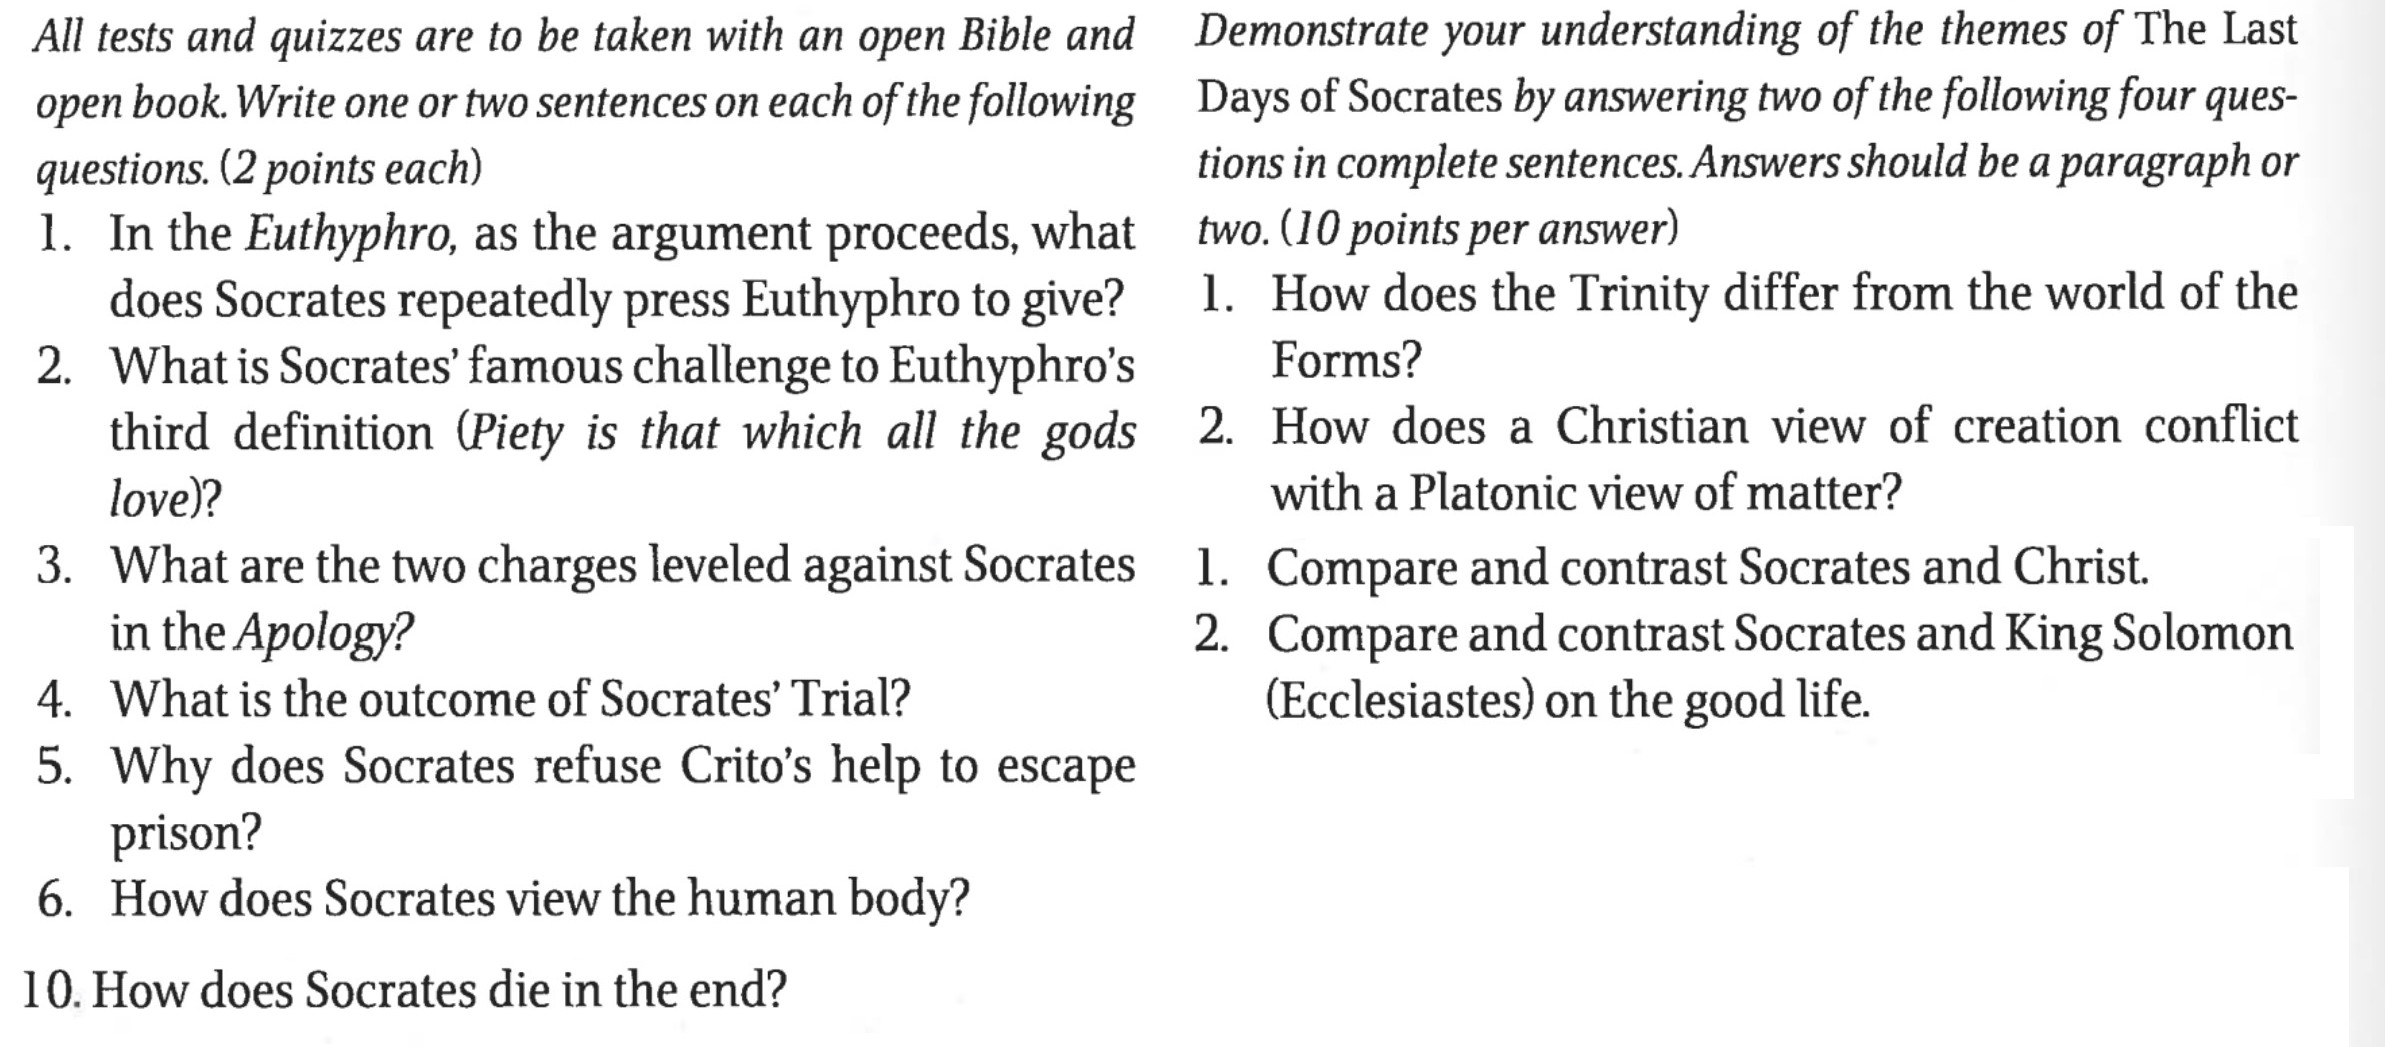 All tests and quizzes are to be taken with an open Bible and
open book. Write one or two sentences on each of the following
questions. (2 points each)
1. In the Euthyphro, as the argument proceeds, what
does Socrates repeatedly press Euthyphro to give?
2. What is Socrates’ famous challenge to Euthyphro’s
third definition (Piety is that which all the gods
love)?
3. What are the two charges leveled against Socrates
in the Apology?
4. What is the outcome of Socrates’ Trial?
5. Why does Socrates refuse Crito’s help to escape
prison?
6. How does Socrates view the human body?
10. How does Socrates die in the end?
Demonstrate your understanding of the themes of The Last
Days of Socrates by answering two of the following four ques-
tions in complete sentences. Answers should be a paragraph or
two. (10 points per answer)
1. How does the Trinity differ from the world of the
Forms?
2. How does a Christian view of creation conflict
with a Platonic view of matter?
1. Compare and contrast Socrates and Christ.
2. Compare and contrast Socrates and King Solomon
(Ecclesiastes) on the good life.